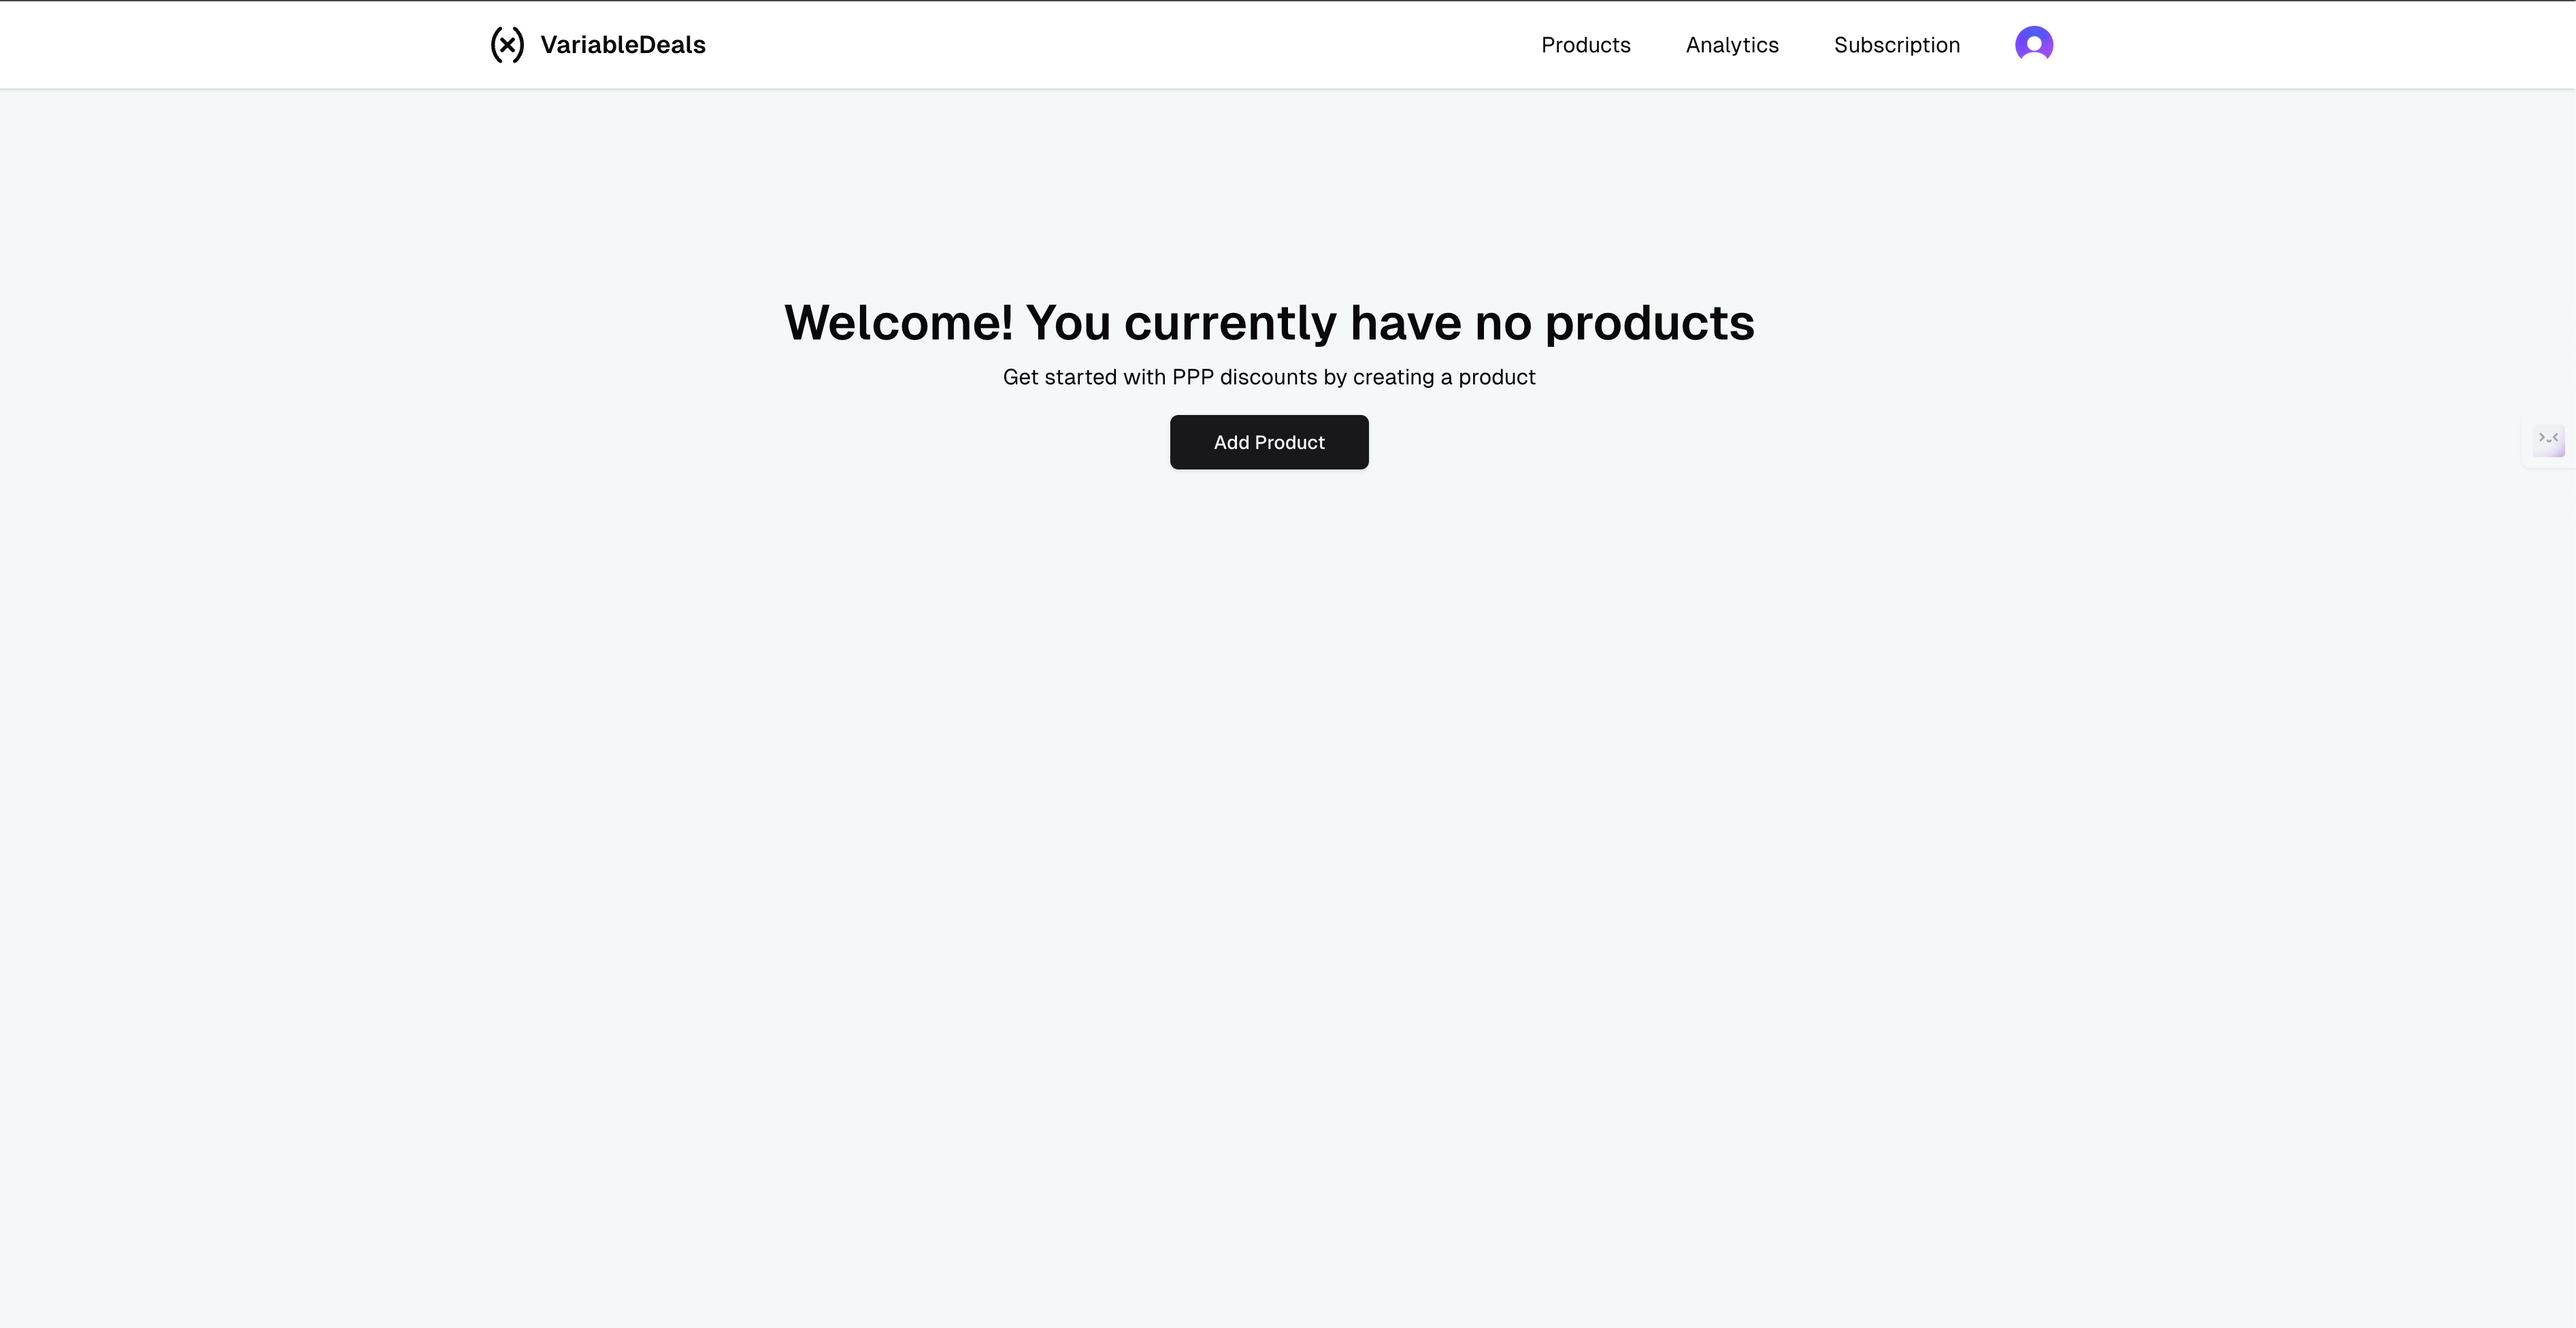 VariableDeals
Products
Analytics
Subscription
Welcome! You currently have no products
Get started with PPP discounts by creating a product
Add Product